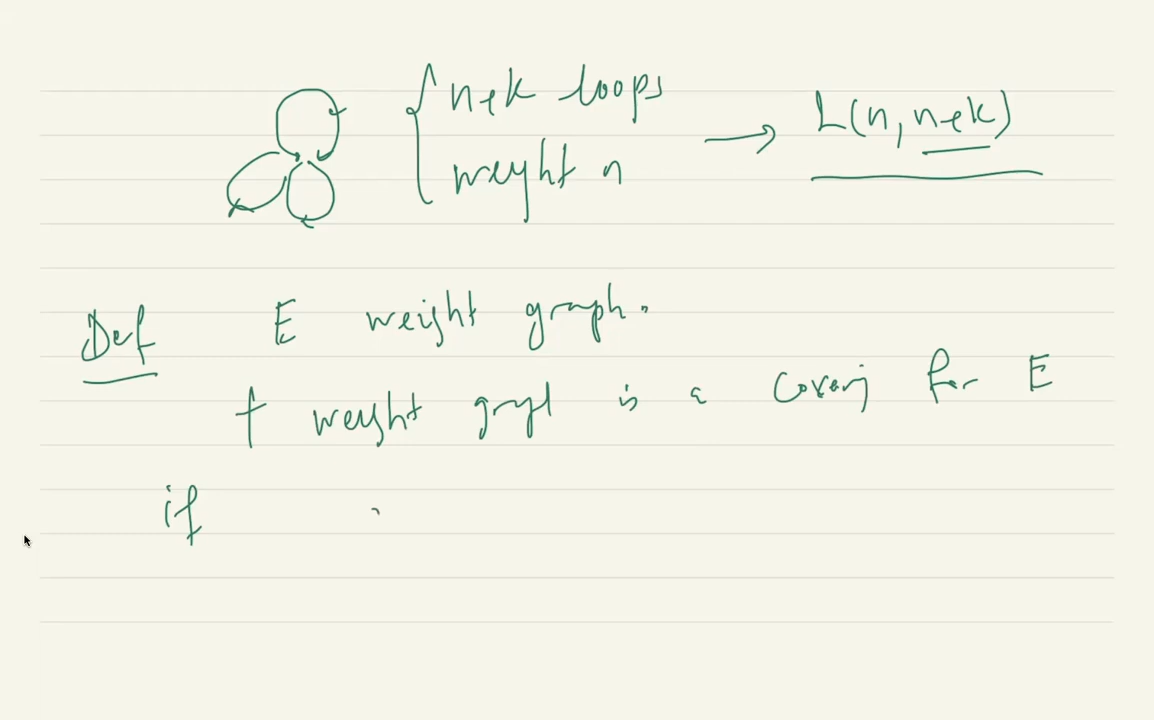 n+k loops
weight n → L(n, n+k)
Def E weight graph.
F weight graph is a covering for E
if